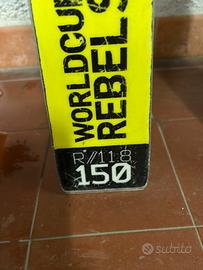 WORLDCUP
REBELS
R//11.8
150
subito